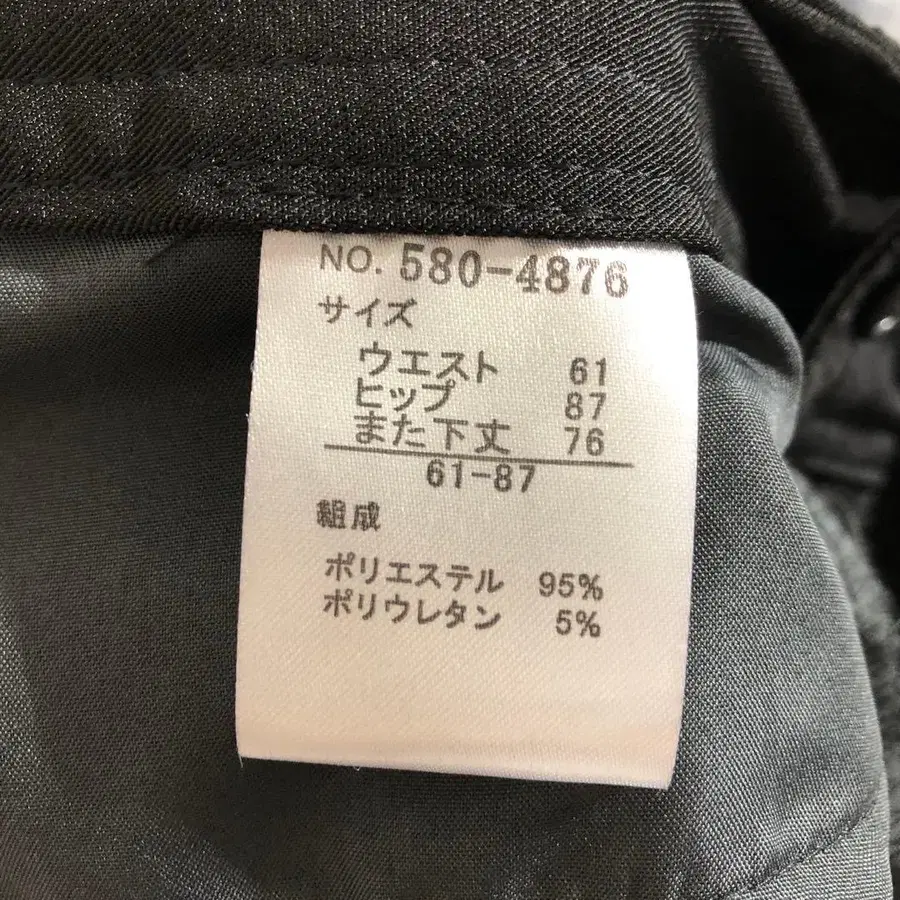 NO. 580-4876
サイズ
ウエスト 61
ヒップ 87
また下丈 76
61-87
組成
ポリエステル 95%
ポリウレタン 5%